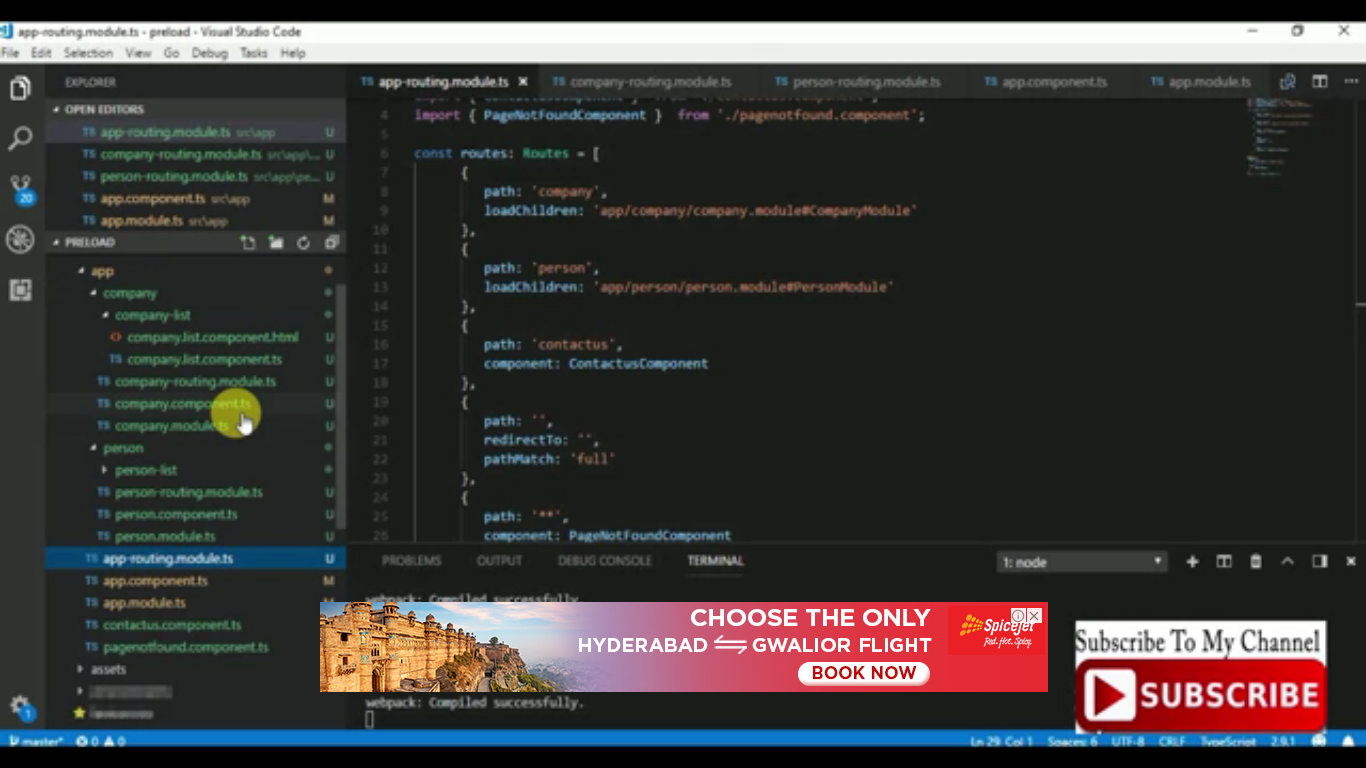 app-routing.module.ts - preload - Visual Studio Code
File Edit Selection View Go Debug Tasks Help
EXPLORER
OPEN EDITORS
TS app-routing.module.ts src\app U
TS company-routing.module.ts src\app\... U
TS person-routing.module.ts src\app\pe... U
TS app.component.ts src\app M
TS app.module.ts src\app M
20
PRELOAD
app
company
company-list
<> company.list.component.html U
TS company.list.component.ts U
TS company-routing.module.ts U
TS company.component.ts U
TS company.module.ts U
person
person-list
TS person-routing.module.ts U
TS person.component.ts U
TS person.module.ts U
TS app-routing.module.ts U
TS app.component.ts M
TS app.module.ts M
TS contactus.component.ts U
TS pagenotfound.component.ts U
assets
1
TS app-routing.module.ts TS company-routing.module.ts TS person-routing.module.ts TS app.component.ts TS app.module.ts
4 import { PageNotFoundComponent } from './pagenotfound.component';
5
6 const routes: Routes = [
7 {
8 path: 'company',
9 loadChildren: 'app/company/company.module#CompanyModule'
10 },
11 {
12 path: 'person',
13 loadChildren: 'app/person/person.module#PersonModule'
14 },
15 {
16 path: 'contactus',
17 component: ContactusComponent
18 },
19 {
20 path: '',
21 redirectTo: '',
22 pathMatch: 'full'
23 },
24 {
25 path: '**',
26 component: PageNotFoundComponent
PROBLEMS OUTPUT DEBUG CONSOLE TERMINAL 1: node
webpack: Compiled successfully.
CHOOSE THE ONLY
HYDERABAD GWALIOR FLIGHT
BOOK NOW
SpiceJet
Red. Hot. Spicy.
webpack: Compiled successfully.
Subscribe To My Channel
SUBSCRIBE
master* 0 0 Ln 29, Col 1 Spaces: 6 UTF-8 CRLF TypeScript 2.9.1